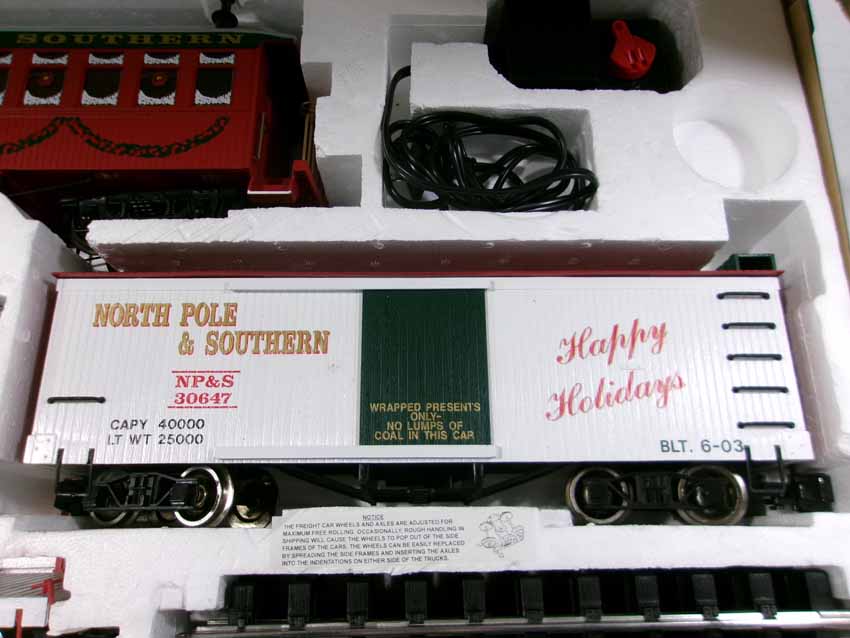 SOUTHERN
NORTH POLE
& SOUTHERN
NP&S
30647
CAPY 40000
LT WT 25000
WRAPPED PRESENTS
ONLY-
NO LUMPS OF
COAL IN THIS CAR
Happy
Holidays
BLT. 6-03
NOTICE
THE FREIGHT CAR WHEELS AND AXLES ARE ADJUSTED FOR
MAXIMUM FREE ROLLING. OCCASIONALLY, ROUGH HANDLING IN
SHIPPING WILL CAUSE THE WHEELS TO POP OUT OF THE SIDE
FRAMES OF THE CARS. THE WHEELS CAN BE EASILY REPLACED
BY SPREADING THE SIDE FRAMES AND INSERTING THE AXLES
INTO THE INDENTATIONS ON EITHER SIDE OF THE TRUCKS.